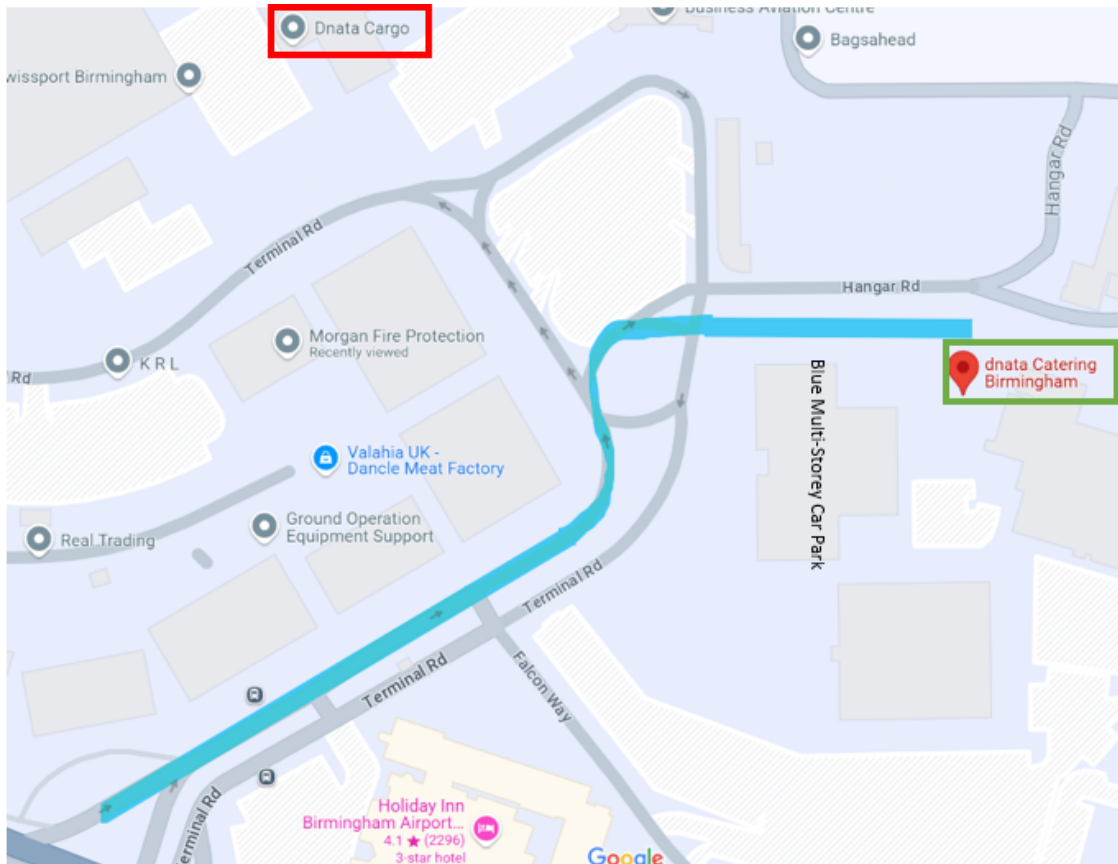 Dnata Cargo
Business Aviation Centre
Bagsahead
wissport Birmingham
Hangar Rd
Terminal Rd
Hangar Rd
Morgan Fire Protection
Recently viewed
KRL
Rd
dnata Catering
Birmingham
Blue Multi-Storey Car Park
Valahia UK -
Dancle Meat Factory
Ground Operation
Equipment Support
Real Trading
Terminal Rd
Terminal Rd
Falcon Way
Terminal Rd
Holiday Inn
Birmingham Airport...
4.1 ★ (2296)
3-star hotel
Google